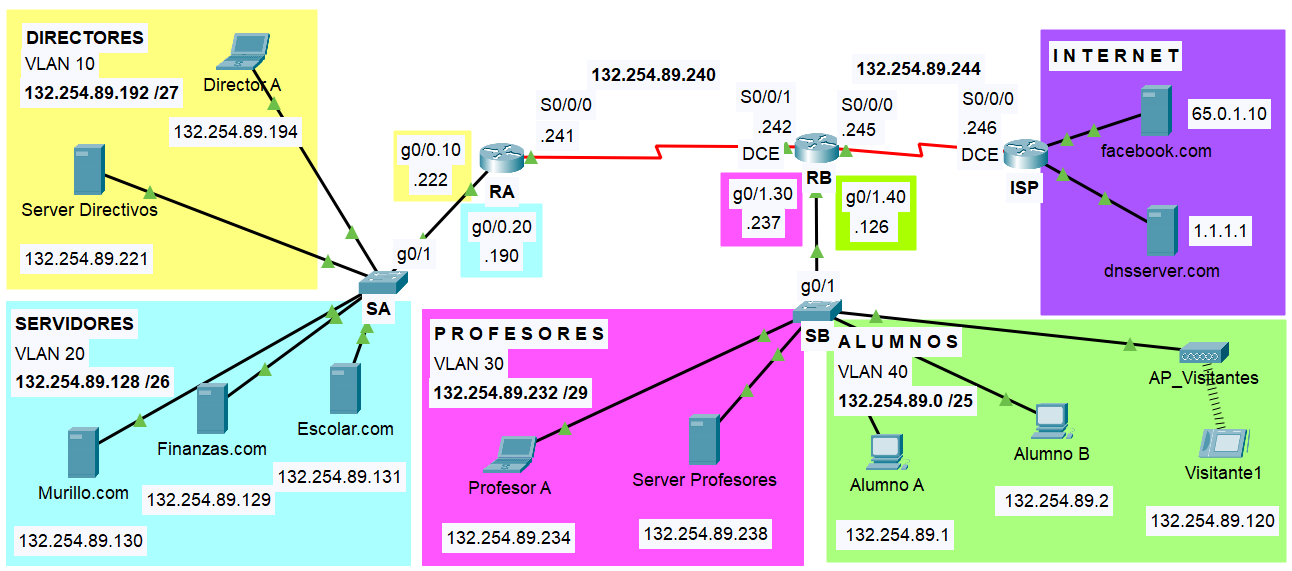 DIRECTORES
VLAN 10
132.254.89.192 /27
Director A
132.254.89.194
Server Directivos
132.254.89.221
SERVIDORES
VLAN 20
132.254.89.128 /26
Murillo.com
132.254.89.130
Finanzas.com
132.254.89.129
Escolar.com
132.254.89.131
SA
g0/1
g0/0.10
.222
RA
g0/0.20
.190
S0/0/0
.241
132.254.89.240
S0/0/1
.242
DCE
RB
S0/0/0
.245
132.254.89.244
S0/0/0
.246
DCE
ISP
g0/1.30
.237
g0/1.40
.126
g0/1
SB
P R O F E S O R E S
VLAN 30
132.254.89.232 /29
Profesor A
132.254.89.234
Server Profesores
132.254.89.238
A L U M N O S
VLAN 40
132.254.89.0 /25
Alumno A
132.254.89.1
Alumno B
132.254.89.2
AP_Visitantes
Visitante1
132.254.89.120
I N T E R N E T
65.0.1.10
facebook.com
1.1.1.1
dnsserver.com